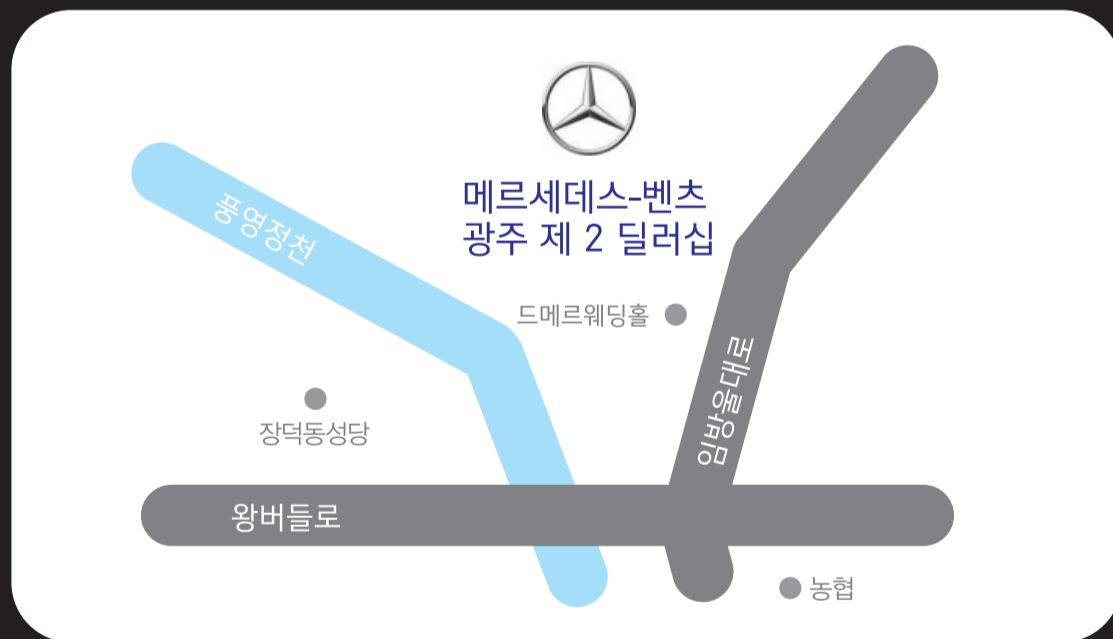 메르세데스-벤츠
광주 제 2 딜러십
풍영정천
드메르웨딩홀
임방울대로
장덕동성당
왕버들로
농협